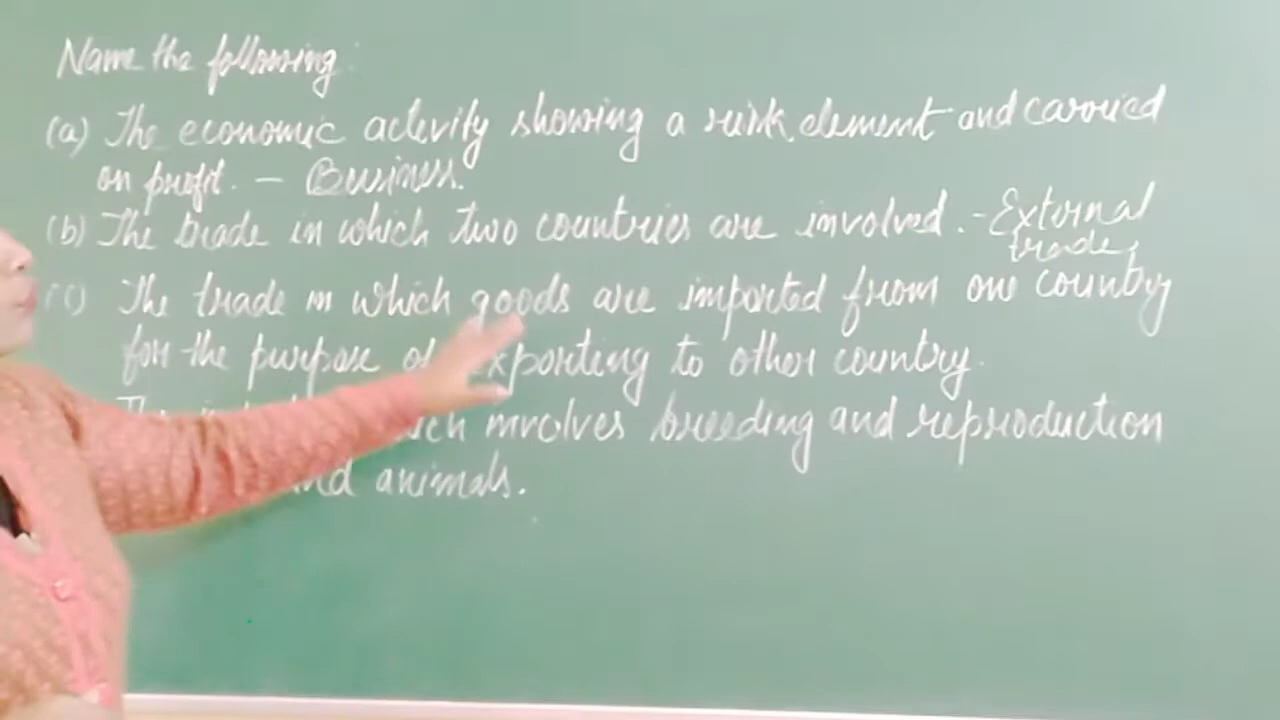 Name the following:
(a) The economic activity showing a risk element and carried
on profit. - Business.
(b) The trade in which two countries are involved. - External
trade,
(c) The trade in which goods are imported from one country
for the purpose of exporting to other country.
The involves breeding and reproduction
and animals.